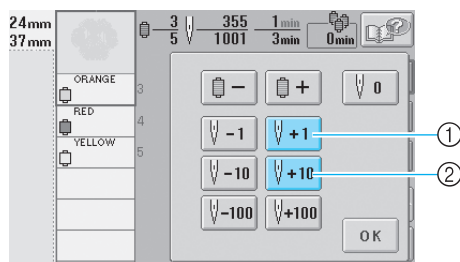 24mm
37mm
3/5 355/1001 1min/3min 0min
ORANGE
3
RED
4
YELLOW
5
− + 0
−1 +1 ①
−10 +10 ②
−100 +100
OK